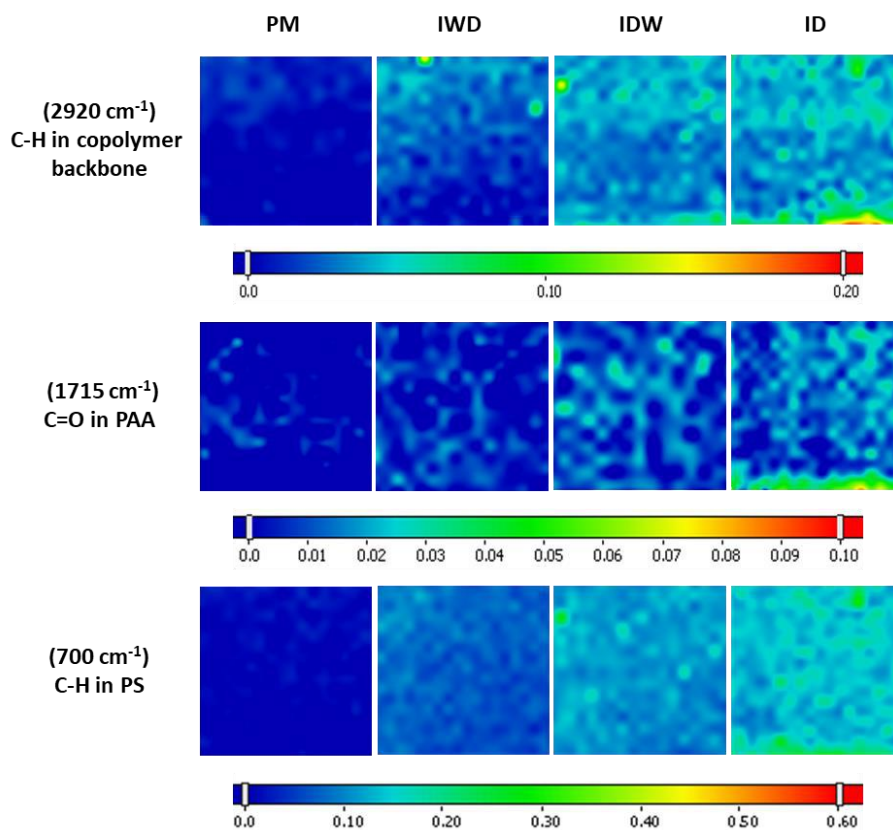 PM IWD IDW ID
(2920 cm⁻¹)
C-H in copolymer
backbone
0.0 0.10 0.20
(1715 cm⁻¹)
C=O in PAA
0.0 0.01 0.02 0.03 0.04 0.05 0.06 0.07 0.08 0.09 0.10
(700 cm⁻¹)
C-H in PS
0.0 0.10 0.20 0.30 0.40 0.50 0.60